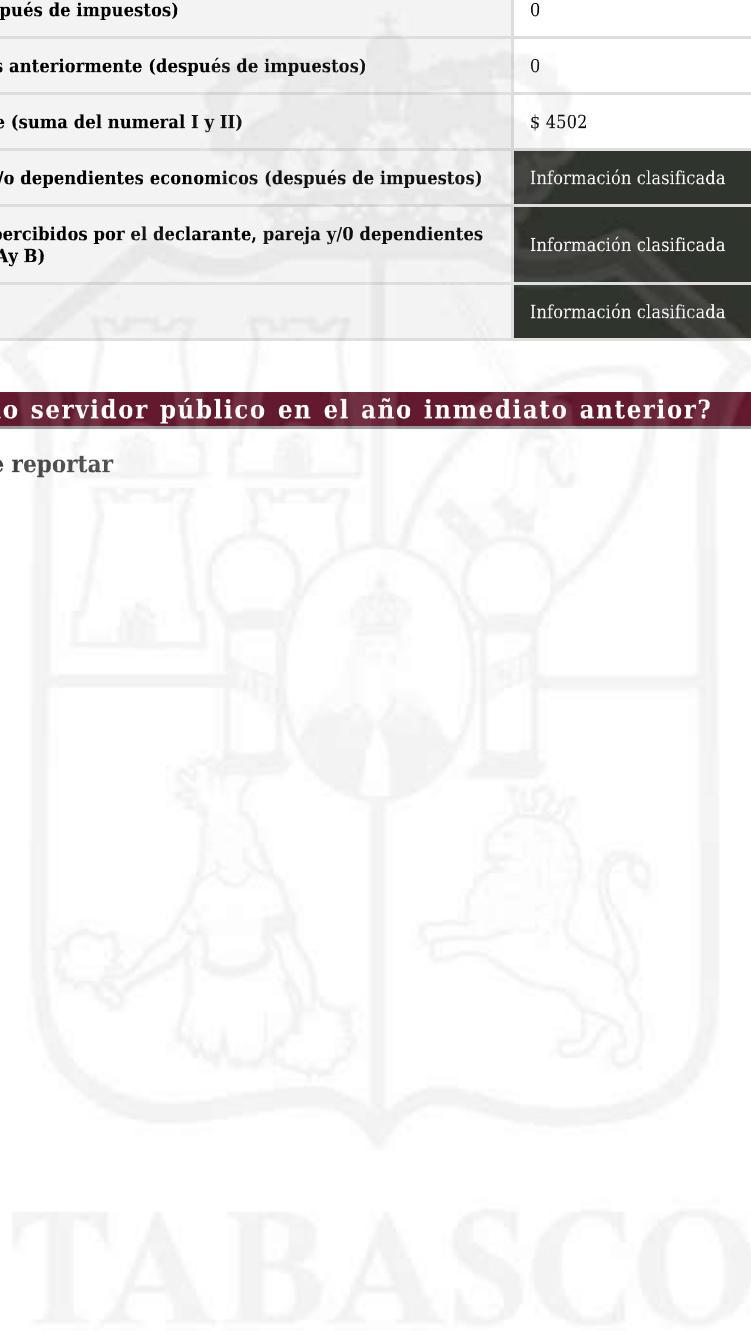 pués de impuestos) 0
s anteriormente (después de impuestos) 0
e (suma del numeral I y II) $ 4502
/o dependientes economicos (después de impuestos) Información clasificada
percibidos por el declarante, pareja y/0 dependientes
Ay B) Información clasificada
Información clasificada
o servidor público en el año inmediato anterior?
e reportar
TABASCO